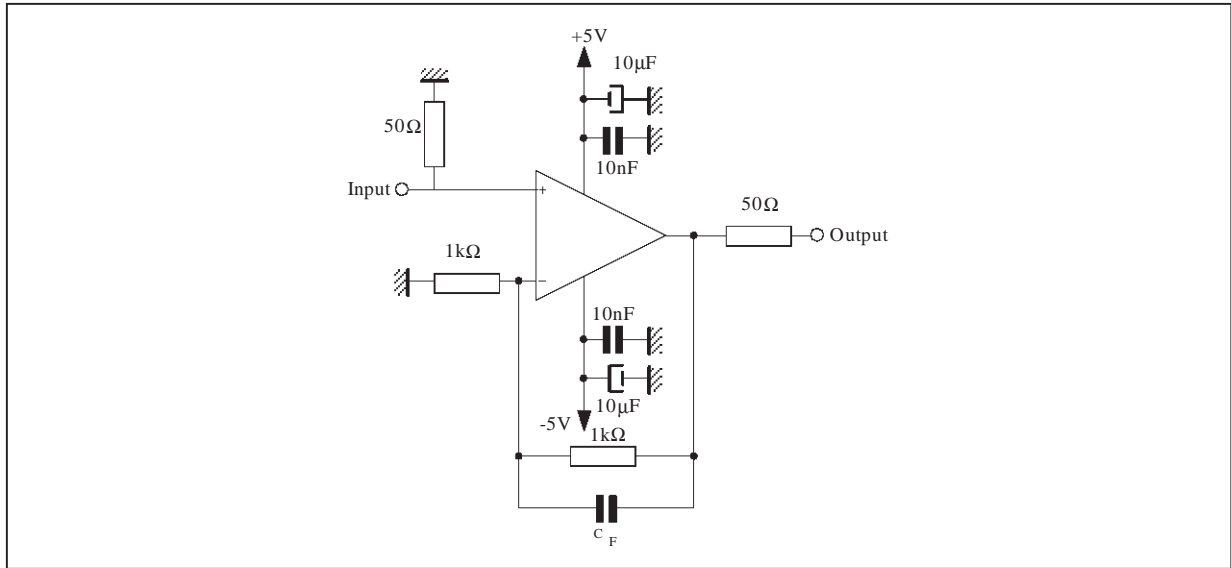 +5V
10µF
50Ω
10nF
Input
+
50Ω
Output
1kΩ
−
10nF
10µF
-5V
1kΩ
C F